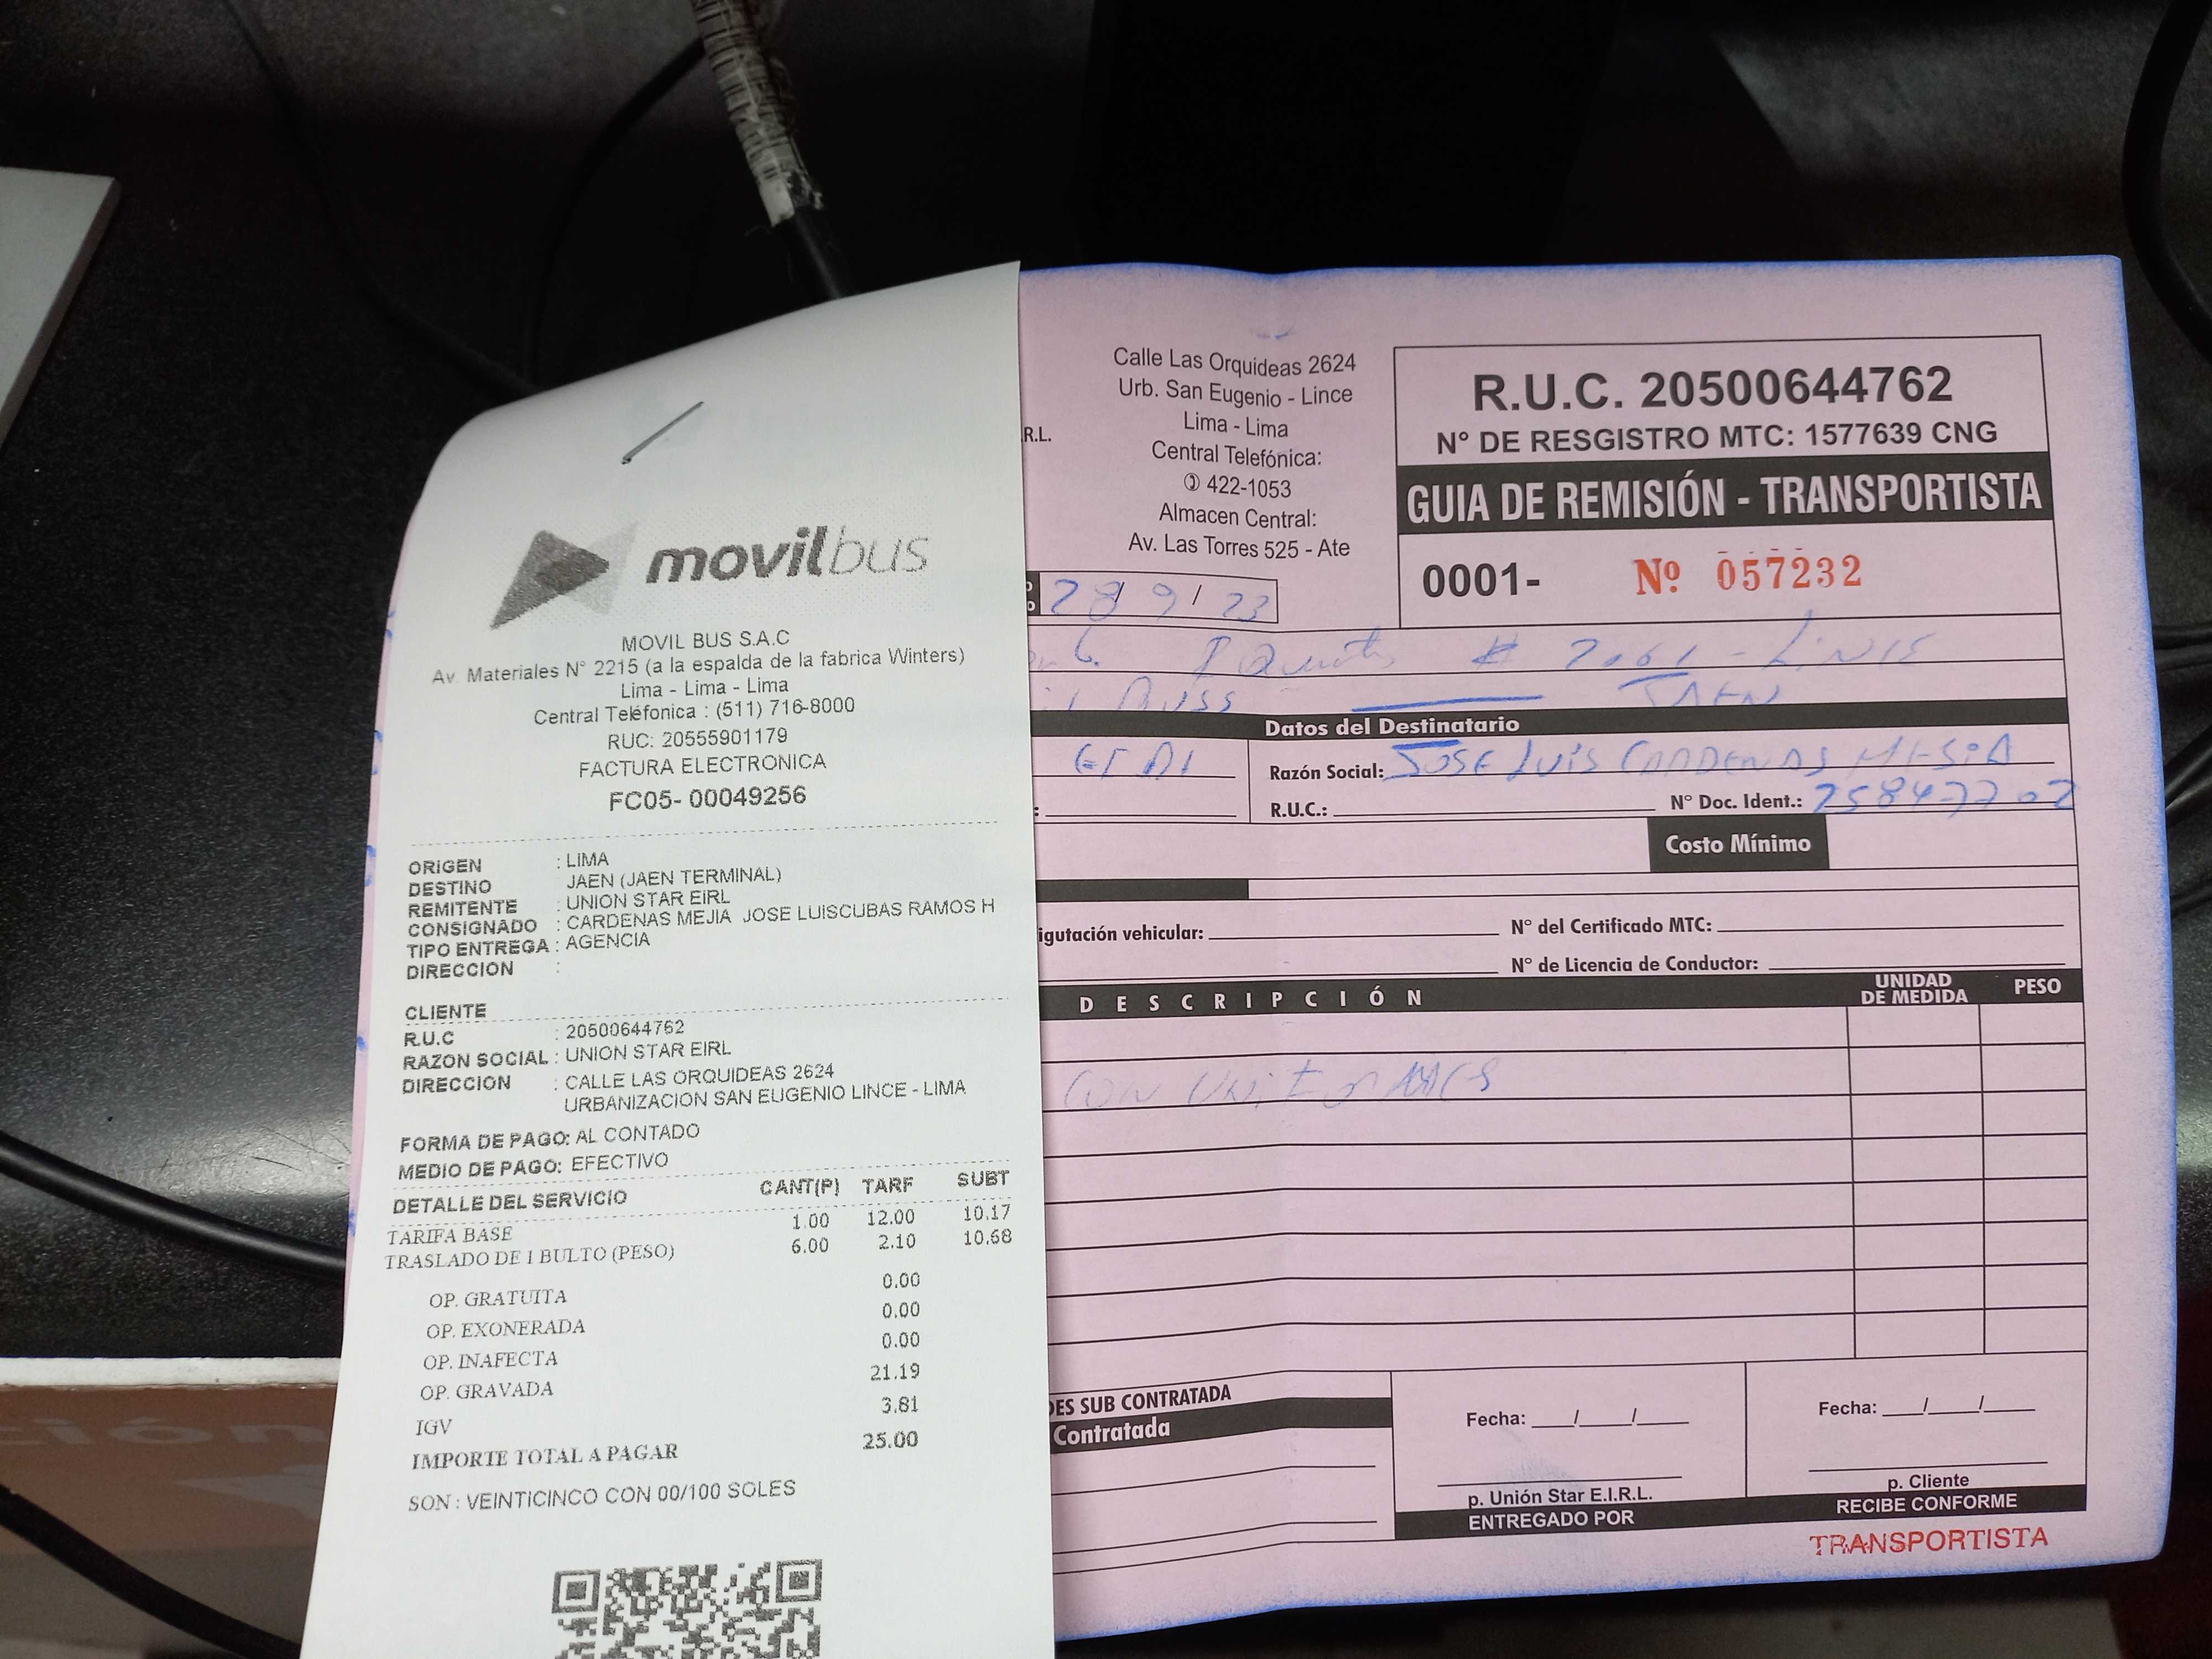 movilbus
MOVIL BUS S.A.C
Av. Materiales N° 2215 (a la espalda de la fabrica Winters)
Lima - Lima - Lima
Central Teléfonica : (511) 716-8000
RUC: 20555901179
FACTURA ELECTRONICA
FC05- 00049256
ORIGEN : LIMA
DESTINO JAEN (JAEN TERMINAL)
REMITENTE : UNION STAR EIRL
CONSIGNADO : CARDENAS MEJIA JOSE LUISCUBAS RAMOS H
TIPO ENTREGA : AGENCIA
DIRECCION :
CLIENTE
R.U.C : 20500644762
RAZON SOCIAL : UNION STAR EIRL
DIRECCION : CALLE LAS ORQUIDEAS 2624
URBANIZACION SAN EUGENIO LINCE - LIMA
FORMA DE PAGO: AL CONTADO
MEDIO DE PAGO: EFECTIVO
DETALLE DEL SERVICIO CANT(P) TARF SUBT
TARIFA BASE 1.00 12.00 10.17
TRASLADO DE 1 BULTO (PESO) 6.00 2.10 10.68
OP. GRATUITA 0.00
OP. EXONERADA 0.00
OP. INAFECTA 0.00
OP. GRAVADA 21.19
IGV 3.81
IMPORTE TOTAL A PAGAR 25.00
SON : VEINTICINCO CON 00/100 SOLES
R.L.
Calle Las Orquideas 2624
Urb. San Eugenio - Lince
Lima - Lima
Central Telefónica:
422-1053
Almacen Central:
Av. Las Torres 525 - Ate
R.U.C. 20500644762
N° DE RESGISTRO MTC: 1577639 CNG
GUIA DE REMISIÓN - TRANSPORTISTA
0001- Nº 057232
28/ 9 / 23
JAEN
Datos del Destinatario
Razón Social: JOSE LUIS CARDENAS
R.U.C.: N° Doc. Ident.:
Costo Mínimo
igutación vehicular: N° del Certificado MTC:
N° de Licencia de Conductor:
DESCRIPCIÓN UNIDAD DE MEDIDA PESO
CON UNIFORMES
DES SUB CONTRATADA
Contratada
Fecha: / /
p. Unión Star E.I.R.L.
ENTREGADO POR
Fecha: / /
p. Cliente
RECIBE CONFORME
TRANSPORTISTA